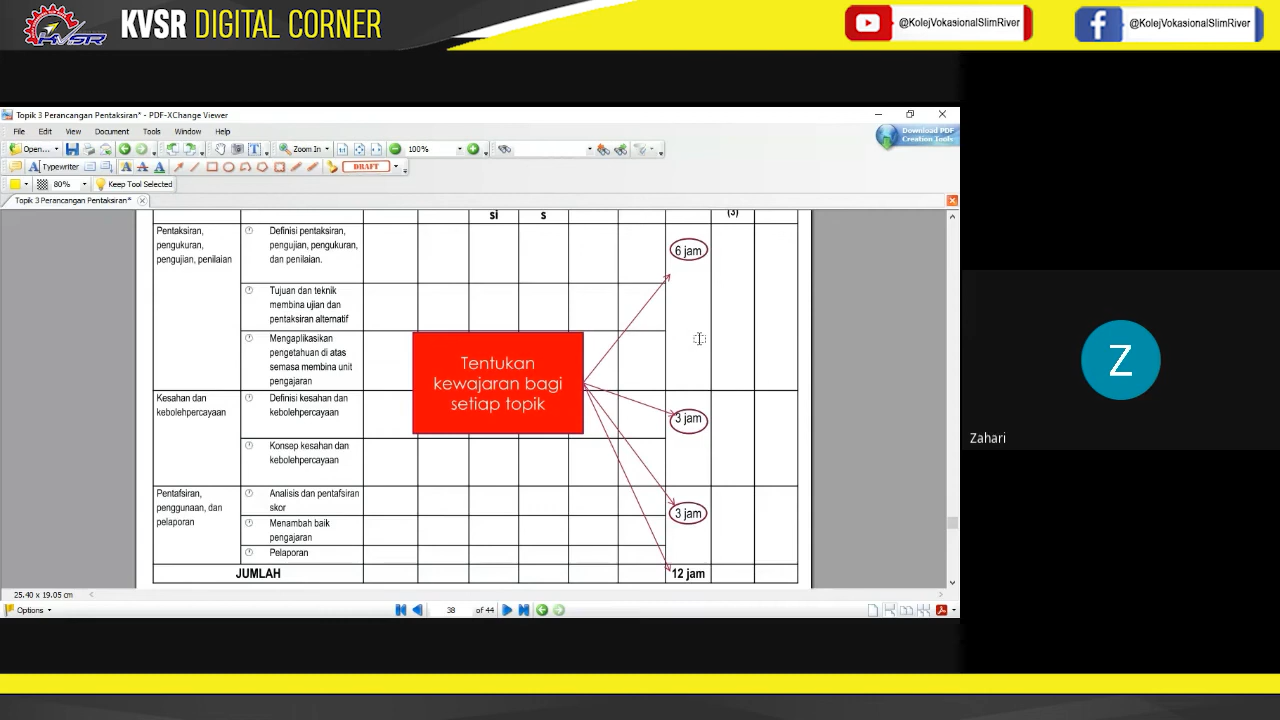 KVSR
KVSR DIGITAL CORNER
@KolejVokasionalSlimRiver
@KolejVokasionalSlimRiver
Topik 3 Perancangan Pentaksiran* - PDF-XChange Viewer
File Edit View Document Tools Window Help
Open... Zoom In 100%
Download PDF
Creation Tools
Typewriter DRAFT
80% Keep Tool Selected
Topik 3 Perancangan Pentaksiran*
si s (3)
Pentaksiran,
pengukuran,
pengujian, penilaian
Definisi pentaksiran,
pengujian, pengukuran,
dan penilaian.
6 jam
Tujuan dan teknik
membina ujian dan
pentaksiran alternatif
Mengaplikasikan
pengetahuan di atas
semasa membina unit
pengajaran
Tentukan
kewajaran bagi
setiap topik
Kesahan dan
kebolehpercayaan
Definisi kesahan dan
kebolehpercayaan
3 jam
Konsep kesahan dan
kebolehpercayaan
Pentafsiran,
penggunaan, dan
pelaporan
Analisis dan pentafsiran
skor
3 jam
Menambah baik
pengajaran
Pelaporan
JUMLAH 12 jam
25.40 x 19.05 cm
Options 38 of 44
Z
Zahari